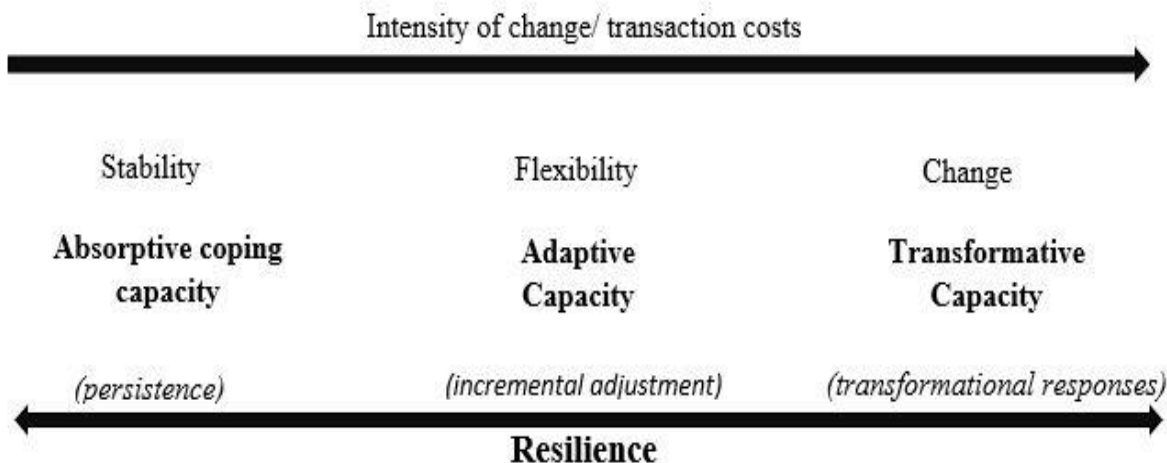 Intensity of change/ transaction costs
Stability
Flexibility
Change
Absorptive coping
capacity
Adaptive
Capacity
Transformative
Capacity
(persistence)
(incremental adjustment)
(transformational responses)
Resilience